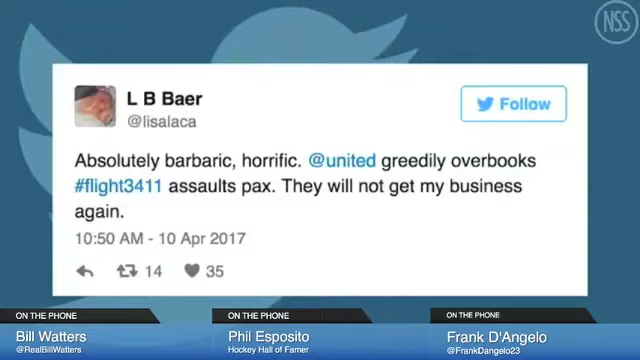 NSS
L B Baer
@lisalaca
Follow
Absolutely barbaric, horrific. @united greedily overbooks
#flight3411 assaults pax. They will not get my business
again.
10:50 AM - 10 Apr 2017
14 35
ON THE PHONE
Bill Watters
@RealBillWatters
ON THE PHONE
Phil Esposito
Hockey Hall of Famer
ON THE PHONE
Frank D'Angelo
@FrankDangelo23